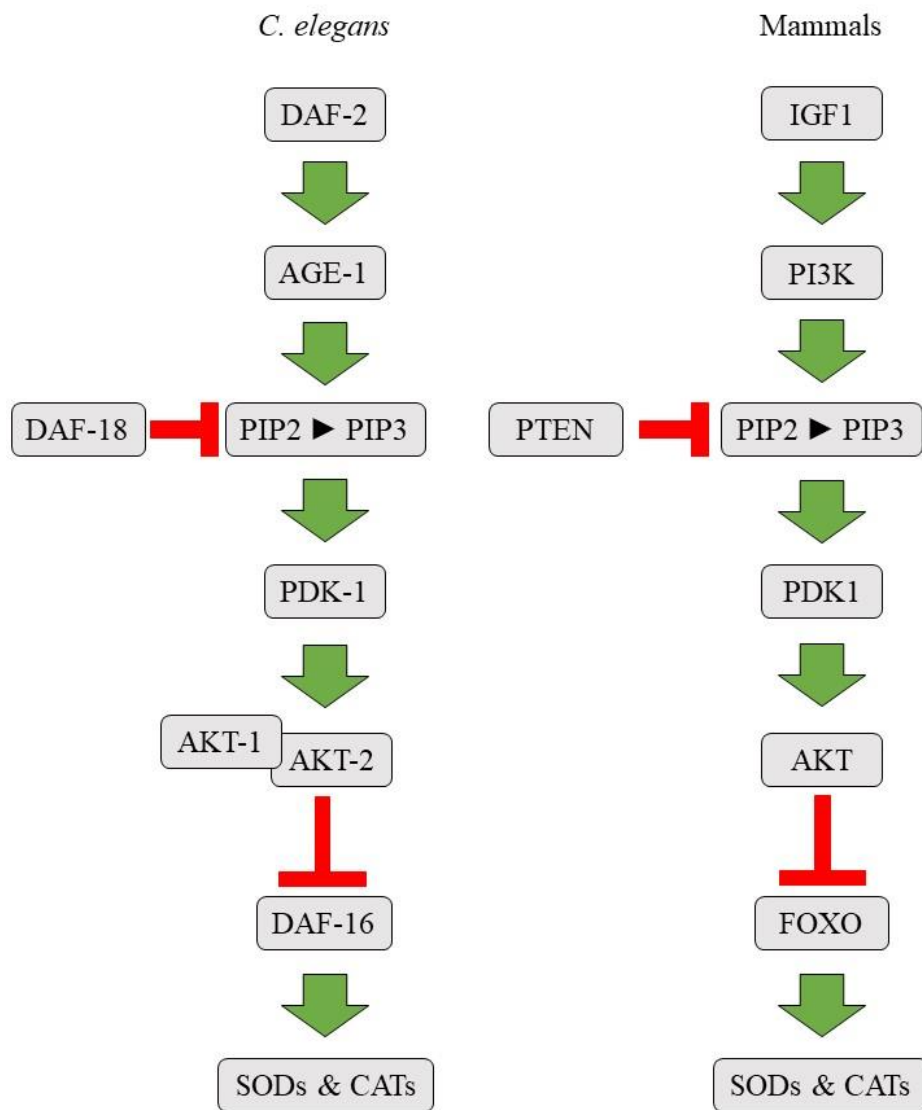 C. elegans
DAF-2
AGE-1
DAF-18
PIP2 ► PIP3
PDK-1
AKT-1
AKT-2
DAF-16
SODs & CATs
Mammals
IGF1
PI3K
PTEN
PIP2 ► PIP3
PDK1
AKT
FOXO
SODs & CATs